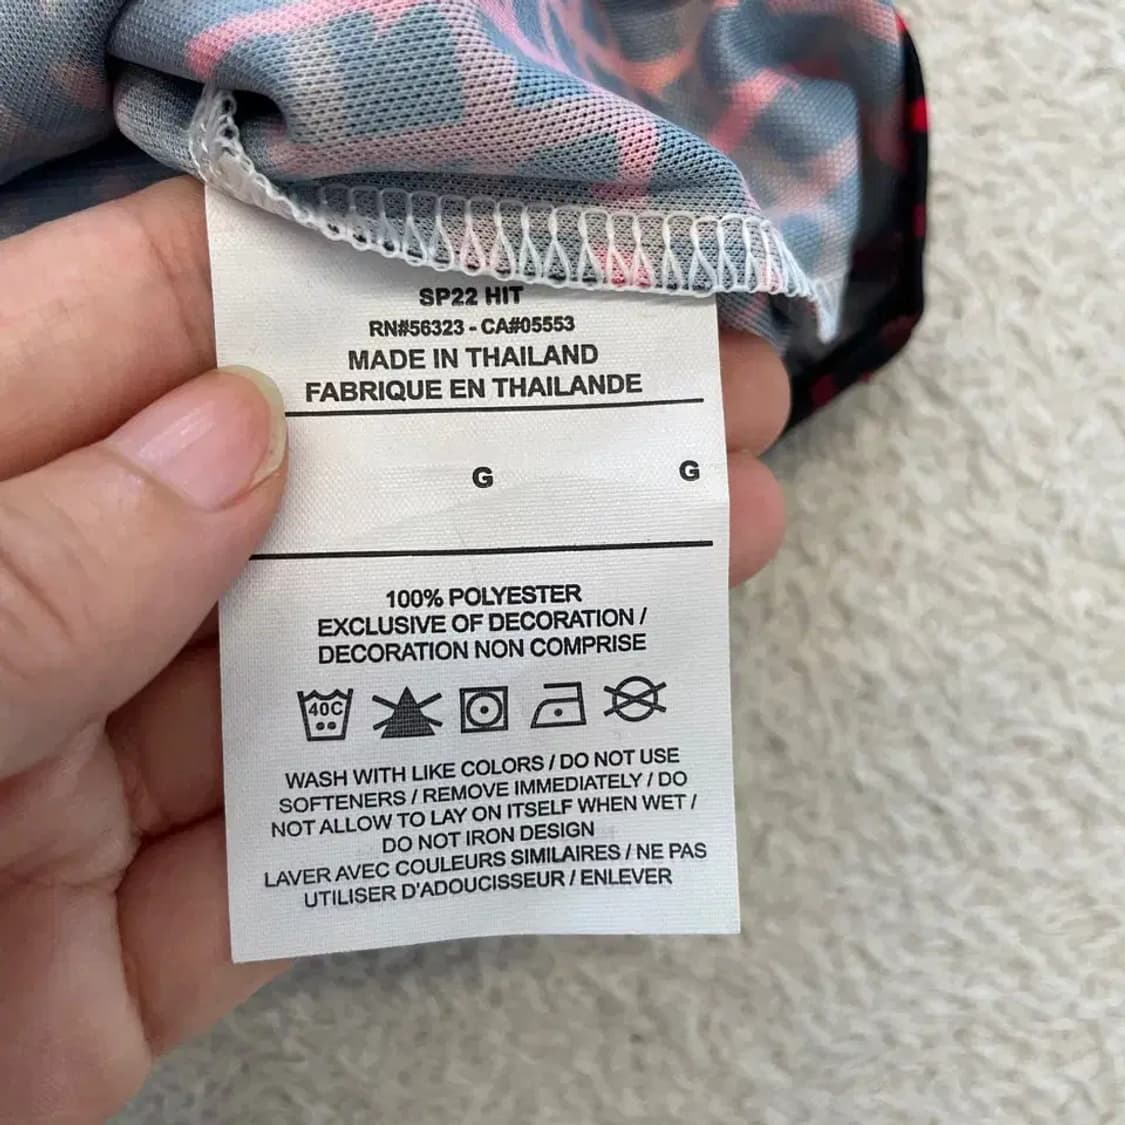 SP22 HIT
RN#56323 - CA#05553
MADE IN THAILAND
FABRIQUE EN THAILANDE
G G
100% POLYESTER
EXCLUSIVE OF DECORATION /
DECORATION NON COMPRISE
40C
WASH WITH LIKE COLORS / DO NOT USE
SOFTENERS / REMOVE IMMEDIATELY / DO
NOT ALLOW TO LAY ON ITSELF WHEN WET /
DO NOT IRON DESIGN
LAVER AVEC COULEURS SIMILAIRES / NE PAS
UTILISER D'ADOUCISSEUR / ENLEVER